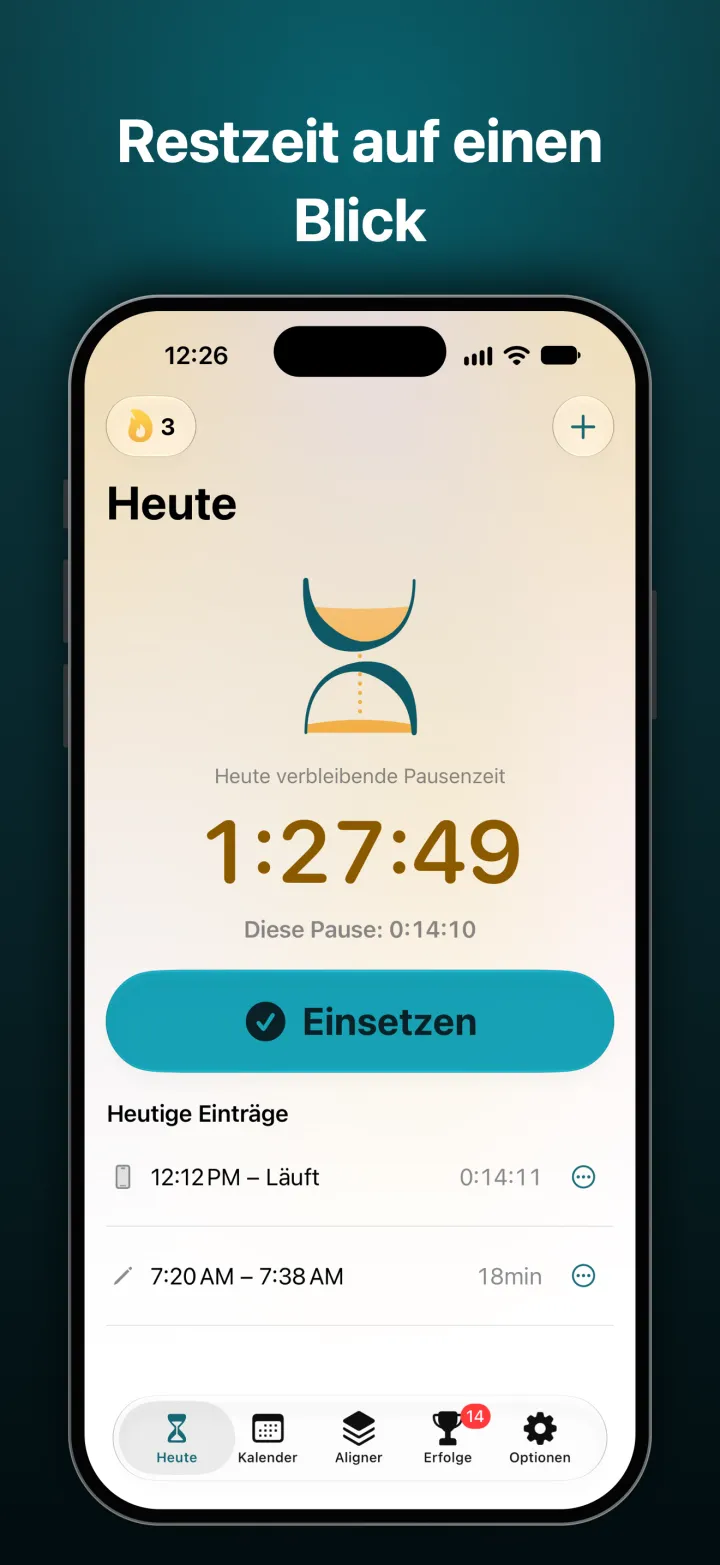 Restzeit auf einen
Blick
12:26
3
Heute
Heute verbleibende Pausenzeit
1:27:49
Diese Pause: 0:14:10
Einsetzen
Heutige Einträge
12:12 PM – Läuft 0:14:11
7:20 AM – 7:38 AM 18min
14
Heute Kalender Aligner Erfolge Optionen